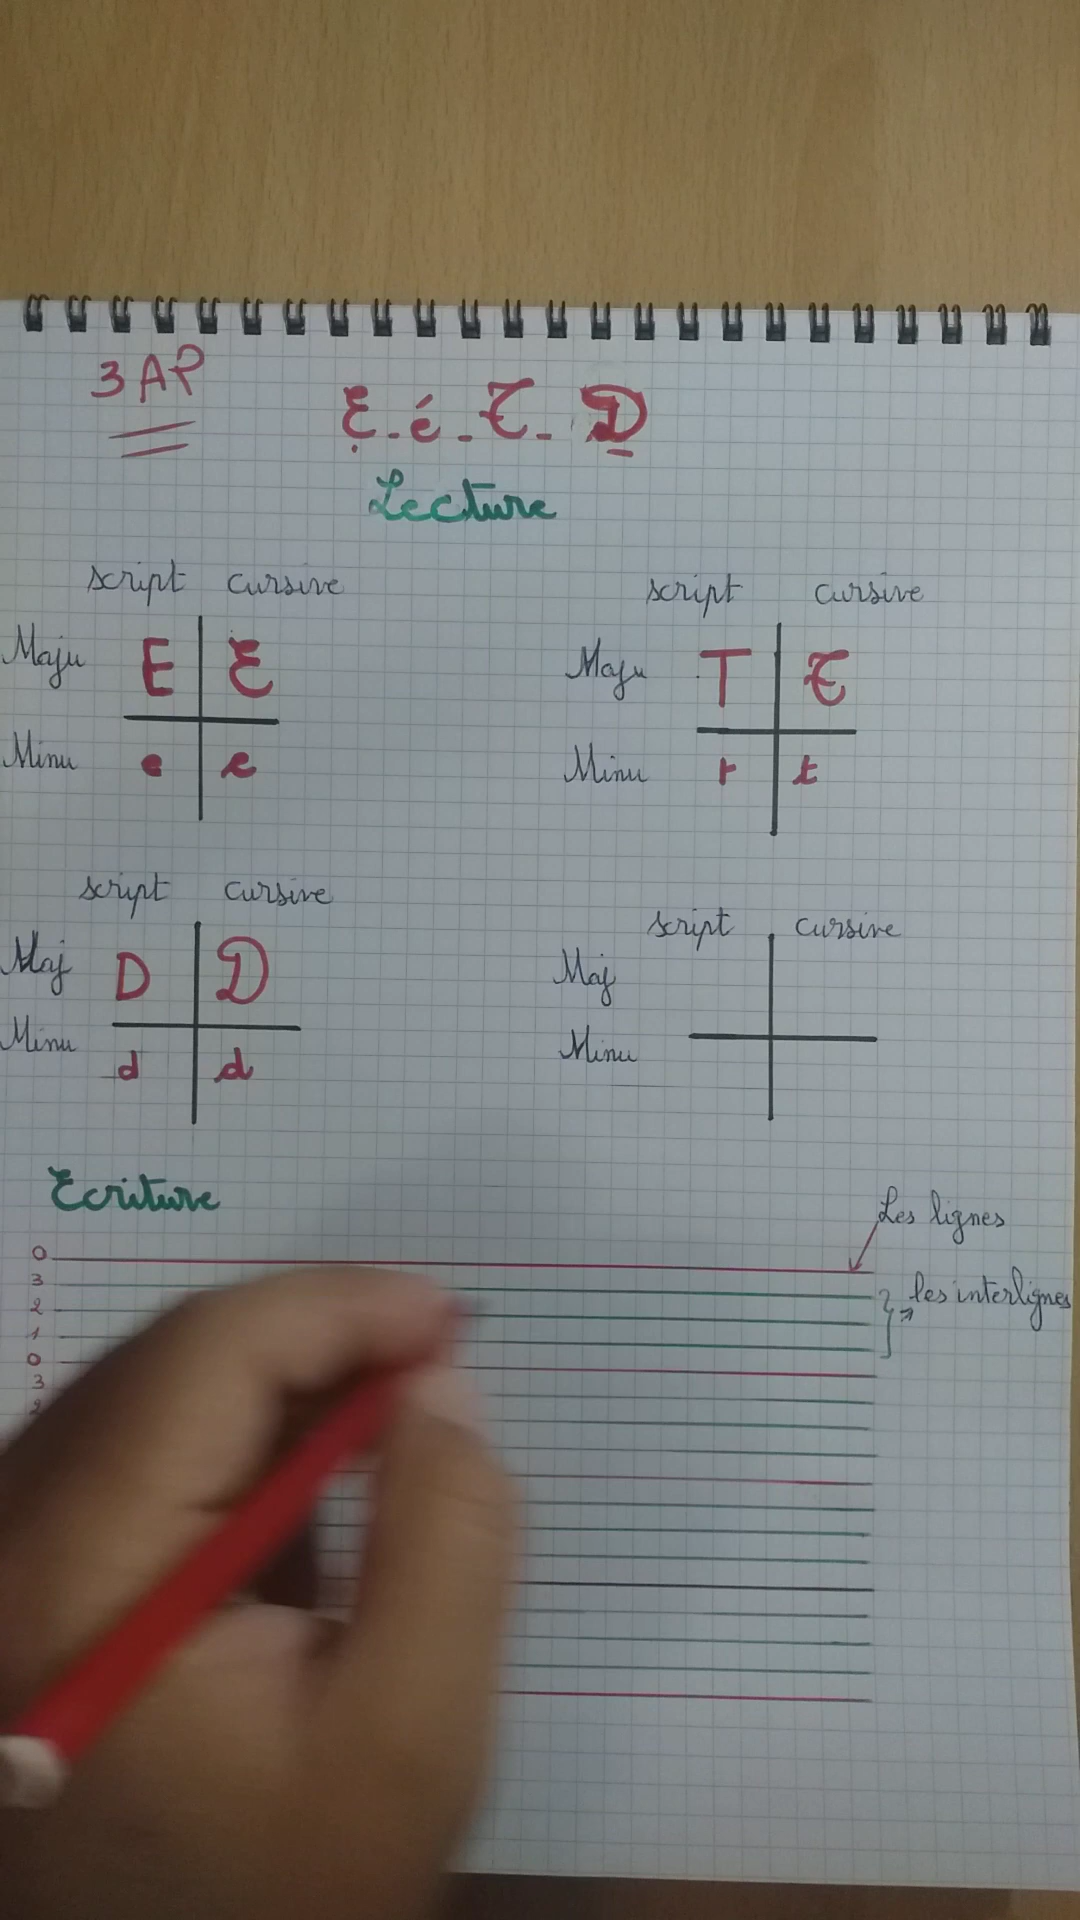 3 AP
E - é - T - D
Lecture
script cursive
Maju E E
Minu e e
script cursive
Maju T T
Minu t t
script cursive
Maj D D
Minu d d
script cursive
Maj
Minu
Ecriture
Les lignes
0
3
les interlignes
2
1
0
3
2